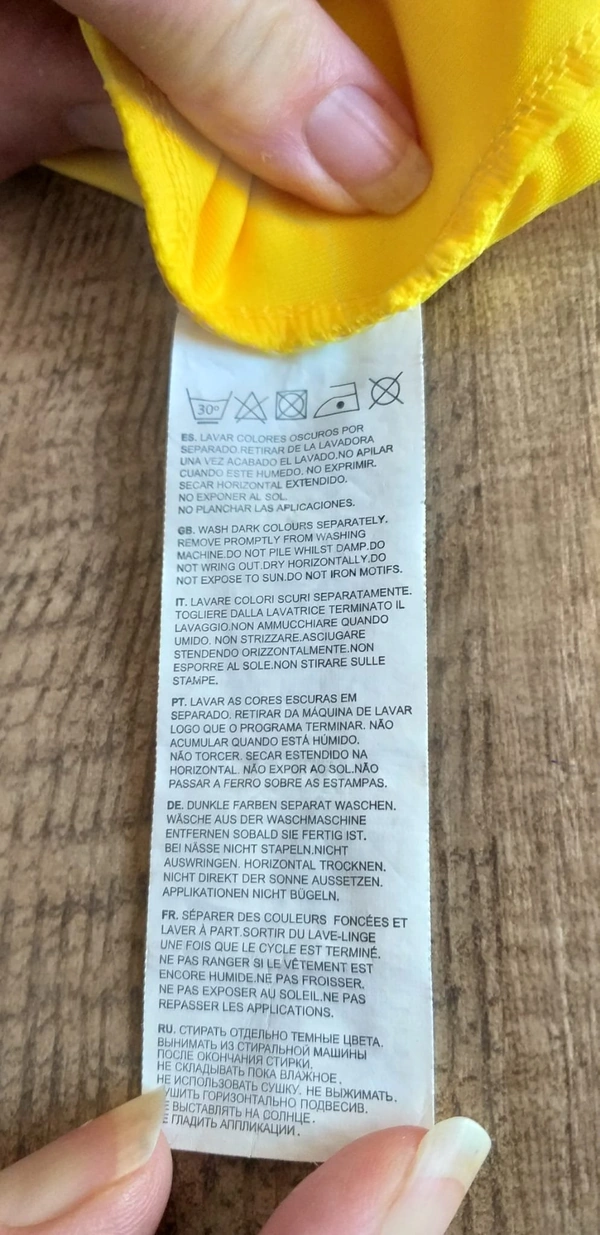 30°
ES. LAVAR COLORES OSCUROS POR
SEPARADO.RETIRAR DE LA LAVADORA
UNA VEZ ACABADO EL LAVADO.NO APILAR
CUANDO ESTE HUMEDO. NO EXPRIMIR.
SECAR HORIZONTAL EXTENDIDO.
NO EXPONER AL SOL.
NO PLANCHAR LAS APLICACIONES.
GB. WASH DARK COLOURS SEPARATELY.
REMOVE PROMPTLY FROM WASHING
MACHINE.DO NOT PILE WHILST DAMP.DO
NOT WRING OUT.DRY HORIZONTALLY.DO
NOT EXPOSE TO SUN.DO NOT IRON MOTIFS.
IT. LAVARE COLORI SCURI SEPARATAMENTE.
TOGLIERE DALLA LAVATRICE TERMINATO IL
LAVAGGIO.NON AMMUCCHIARE QUANDO
UMIDO. NON STRIZZARE.ASCIUGARE
STENDENDO ORIZZONTALMENTE.NON
ESPORRE AL SOLE.NON STIRARE SULLE
STAMPE.
PT. LAVAR AS CORES ESCURAS EM
SEPARADO. RETIRAR DA MÁQUINA DE LAVAR
LOGO QUE O PROGRAMA TERMINAR. NÃO
ACUMULAR QUANDO ESTÁ HÚMIDO.
NÃO TORCER. SECAR ESTENDIDO NA
HORIZONTAL. NÃO EXPOR AO SOL.NÃO
PASSAR A FERRO SOBRE AS ESTAMPAS.
DE. DUNKLE FARBEN SEPARAT WASCHEN.
WÄSCHE AUS DER WASCHMASCHINE
ENTFERNEN SOBALD SIE FERTIG IST.
BEI NÄSSE NICHT STAPELN.NICHT
AUSWRINGEN. HORIZONTAL TROCKNEN.
NICHT DIREKT DER SONNE AUSSETZEN.
APPLIKATIONEN NICHT BÜGELN.
FR. SÉPARER DES COULEURS FONCÉES ET
LAVER À PART.SORTIR DU LAVE-LINGE
UNE FOIS QUE LE CYCLE EST TERMINÉ.
NE PAS RANGER SI LE VÊTEMENT EST
ENCORE HUMIDE.NE PAS FROISSER.
NE PAS EXPOSER AU SOLEIL.NE PAS
REPASSER LES APPLICATIONS.
RU. СТИРАТЬ ОТДЕЛЬНО ТЕМНЫЕ ЦВЕТА.
ВЫНИМАТЬ ИЗ СТИРАЛЬНОЙ МАШИНЫ
ПОСЛЕ ОКОНЧАНИЯ СТИРКИ.
НЕ СКЛАДЫВАТЬ ПОКА ВЛАЖНОЕ.
НЕ ИСПОЛЬЗОВАТЬ СУШКУ. НЕ ВЫЖИМАТЬ.
УШИТЬ ГОРИЗОНТАЛЬНО ПОДВЕСИВ.
Е ВЫСТАВЛЯТЬ НА СОЛНЦЕ.
Е ГЛАДИТЬ АППЛИКАЦИИ.